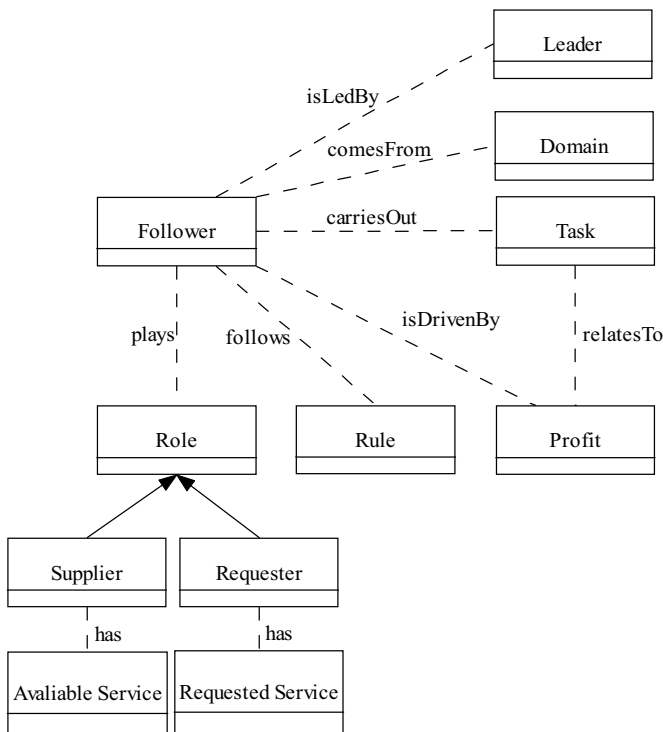 Leader
isLedBy
comesFrom
Domain
Follower
carriesOut
Task
plays
follows
isDrivenBy
relatesTo
Role
Rule
Profit
Supplier
Requester
has
has
Avaliable Service
Requested Service